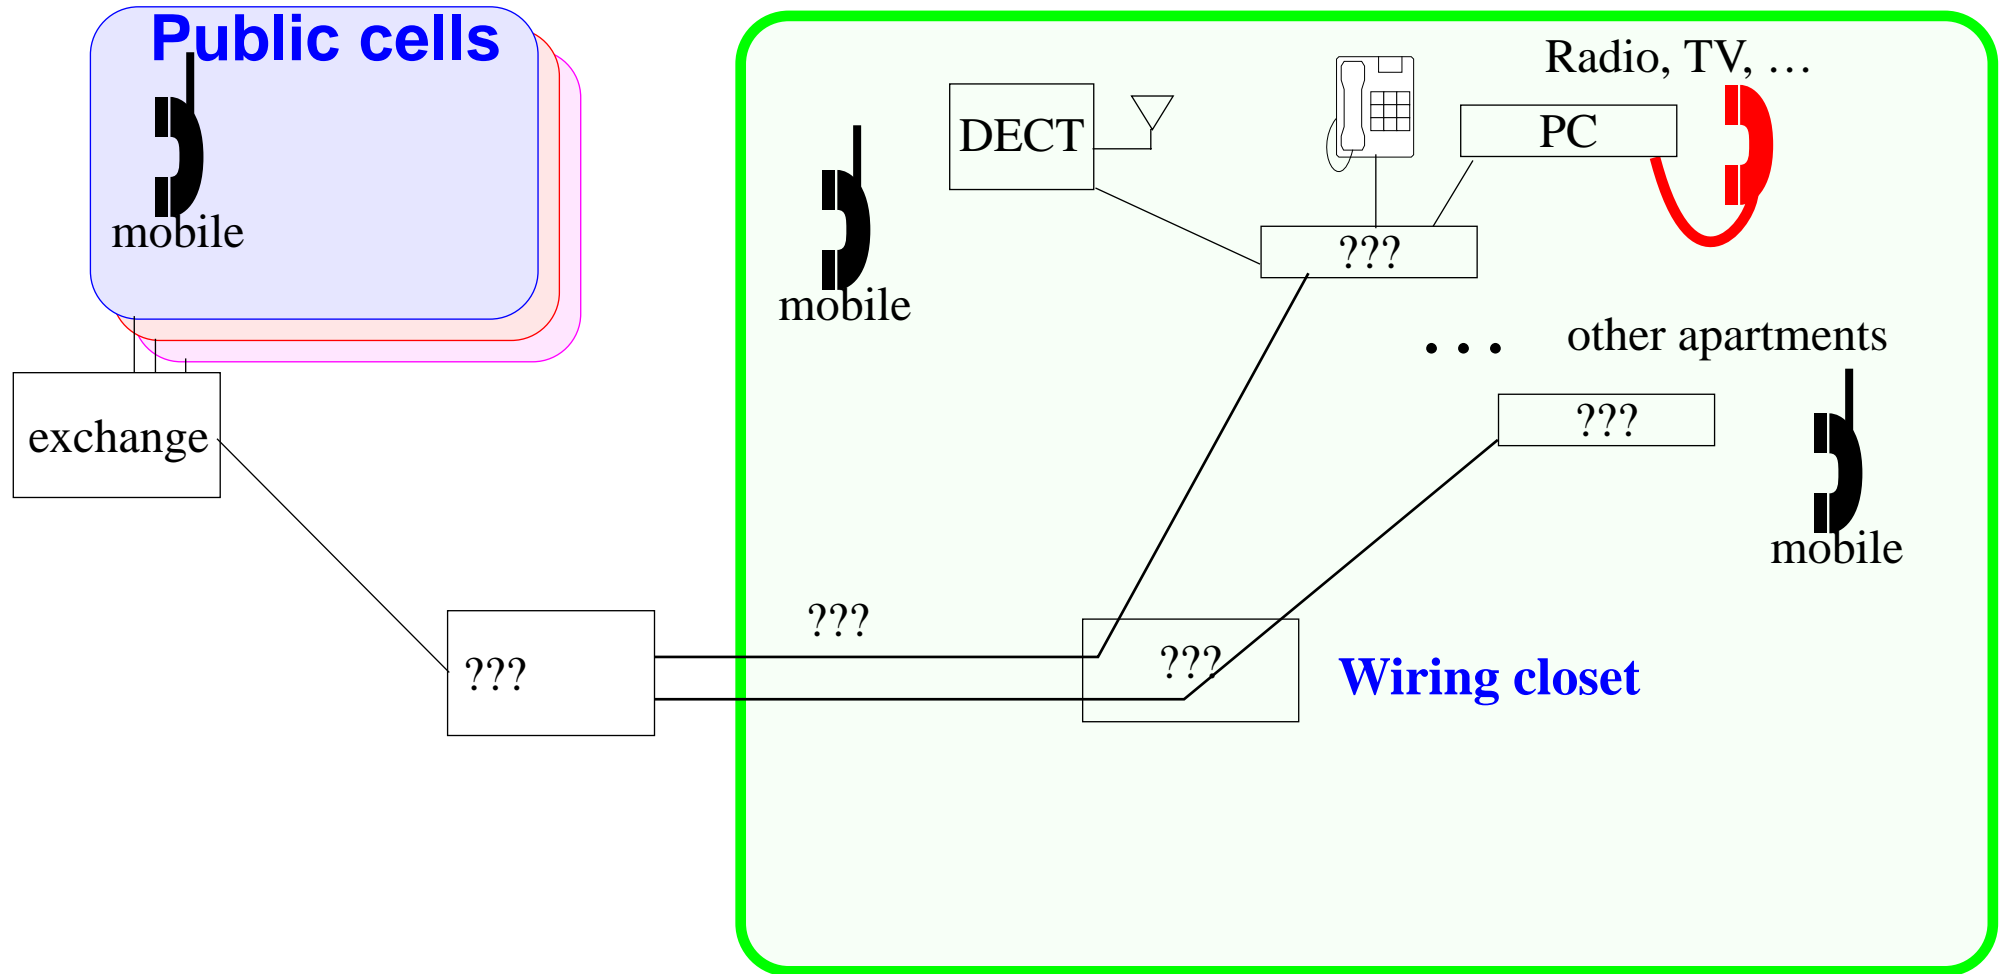 Public cells
mobile
exchange
???
???
Radio, TV, …
DECT
PC
???
mobile
... other apartments
???
mobile
???
Wiring closet